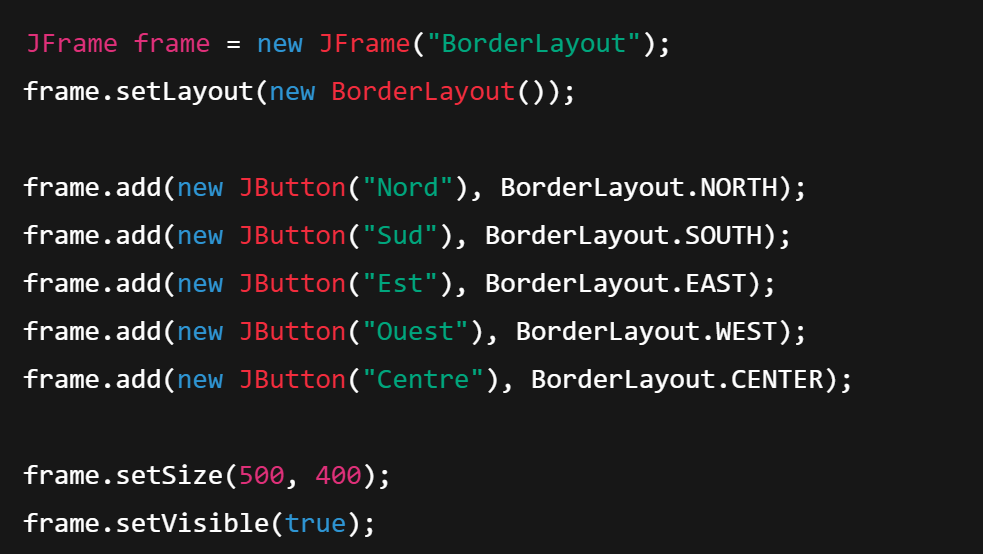 JFrame frame = new JFrame("BorderLayout");
frame.setLayout(new BorderLayout());
frame.add(new JButton("Nord"), BorderLayout.NORTH);
frame.add(new JButton("Sud"), BorderLayout.SOUTH);
frame.add(new JButton("Est"), BorderLayout.EAST);
frame.add(new JButton("Ouest"), BorderLayout.WEST);
frame.add(new JButton("Centre"), BorderLayout.CENTER);
frame.setSize(500, 400);
frame.setVisible(true);